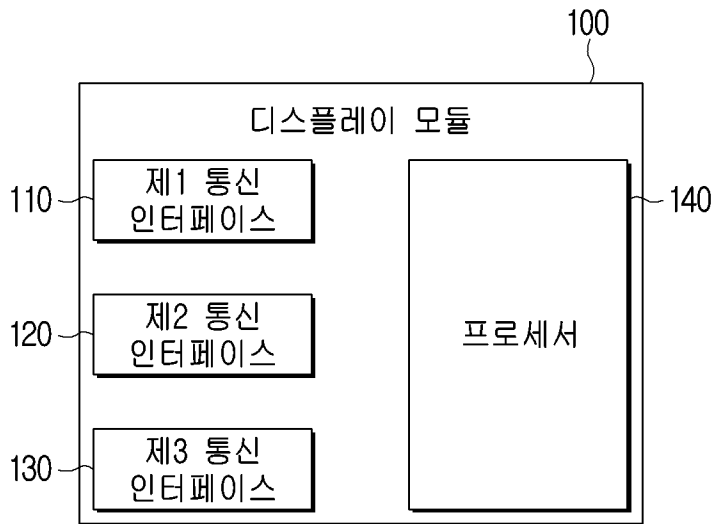 100
디스플레이 모듈
110
제1 통신
인터페이스
120
제2 통신
인터페이스
130
제3 통신
인터페이스
프로세서
140